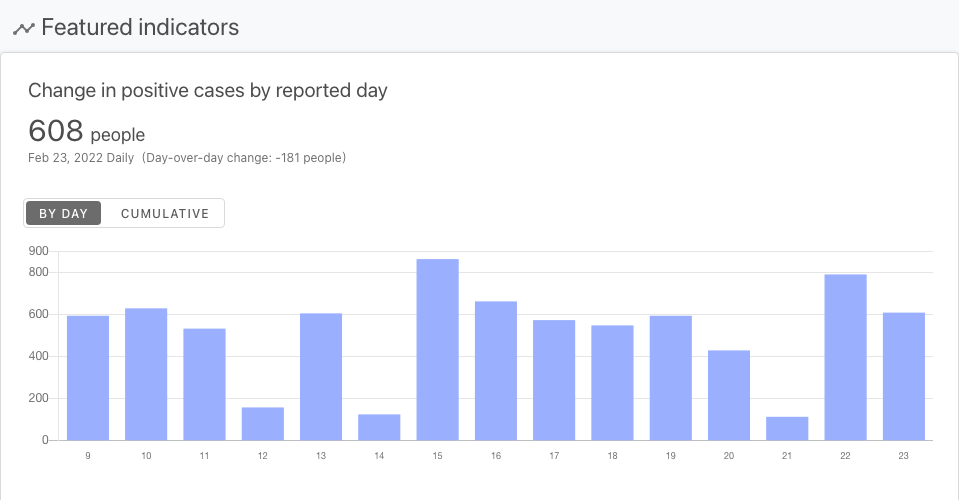 Featured indicators
Change in positive cases by reported day
608 people
Feb 23, 2022 Daily (Day-over-day change: -181 people)
BY DAY CUMULATIVE
900
800
600
400
200
0
9 10 11 12 13 14 15 16 17 18 19 20 21 22 23